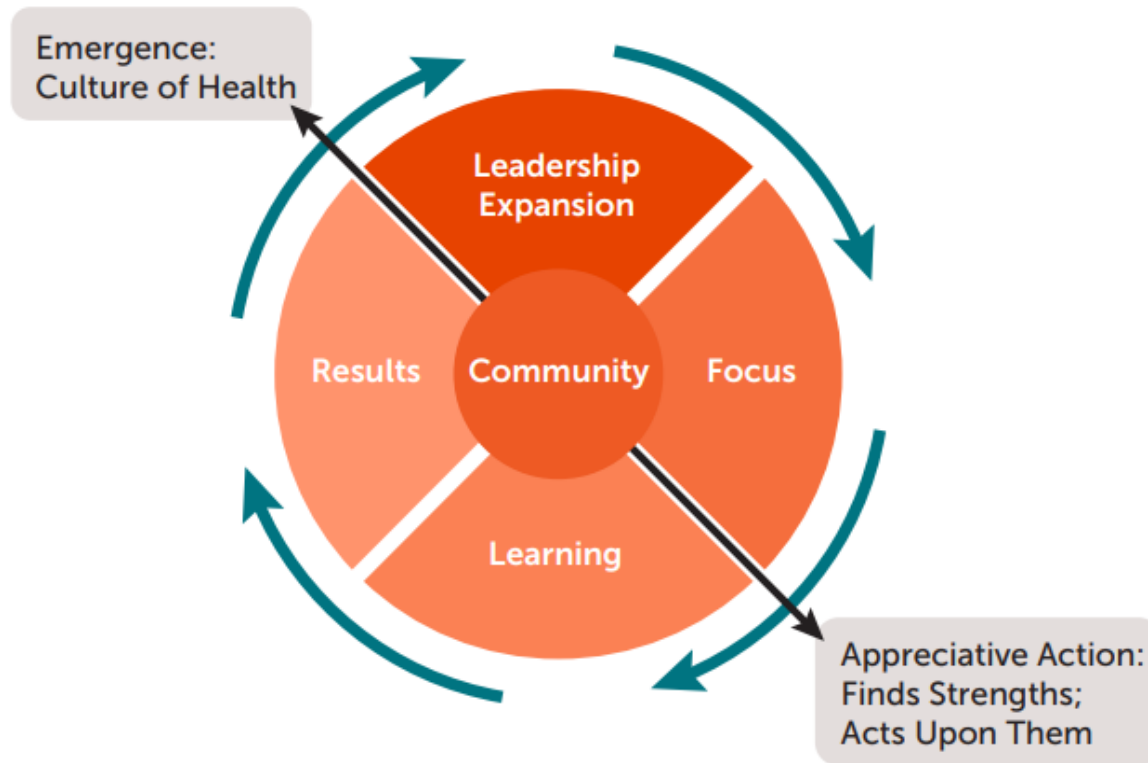 Emergence:
Culture of Health
Leadership
Expansion
Results
Community
Focus
Learning
Appreciative Action:
Finds Strengths;
Acts Upon Them